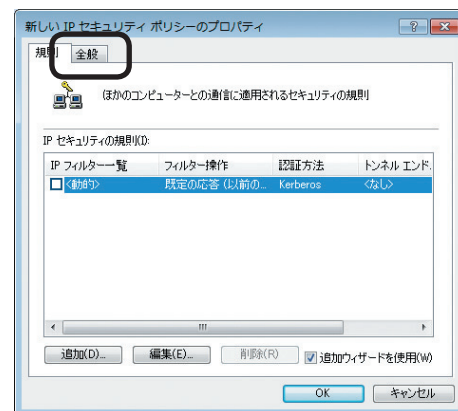 新しい IP セキュリティ ポリシーのプロパティ
規則 全般
ほかのコンピューターとの通信に適用されるセキュリティの規則
IP セキュリティの規則(I):
IP フィルター一覧 フィルター操作 認証方法 トンネル エンド.
<動的> 既定の応答 (以前の... Kerberos <なし>
追加(D)... 編集(E)... 削除(R) 追加ウィザードを使用(W)
OK キャンセル